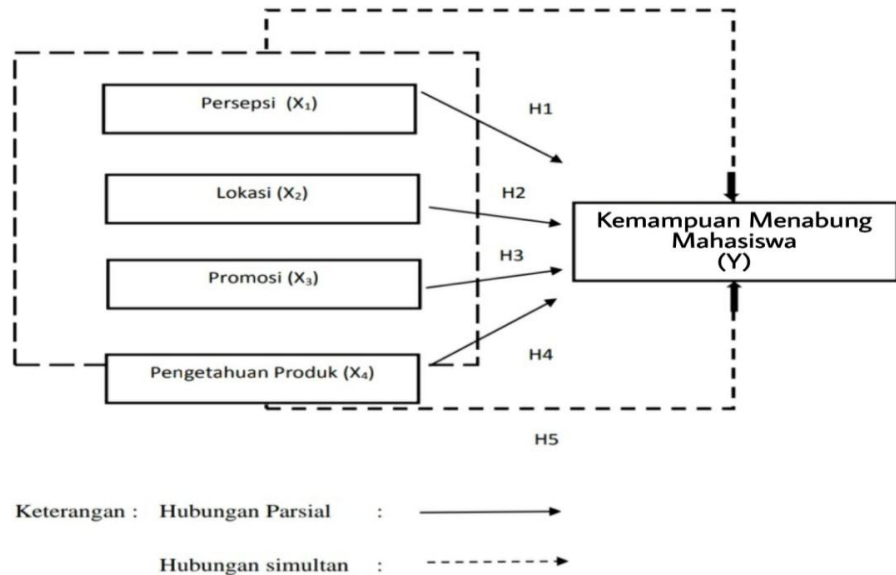 Persepsi (X₁)
H1
Lokasi (X₂)
H2
Kemampuan Menabung
Mahasiswa
(Y)
H3
Promosi (X₃)
H4
Pengetahuan Produk (X₄)
H5
Keterangan : Hubungan Parsial :
Hubungan simultan :